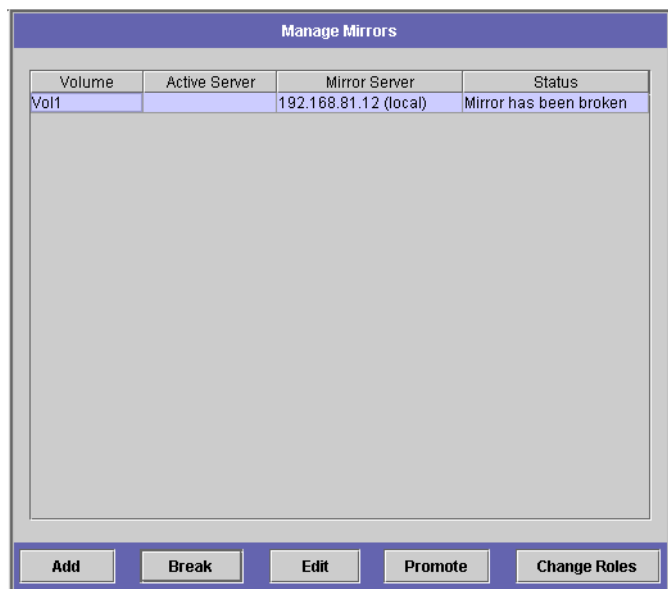 Manage Mirrors
Volume Active Server Mirror Server Status
Vol1 192.168.81.12 (local) Mirror has been broken
Add Break Edit Promote Change Roles